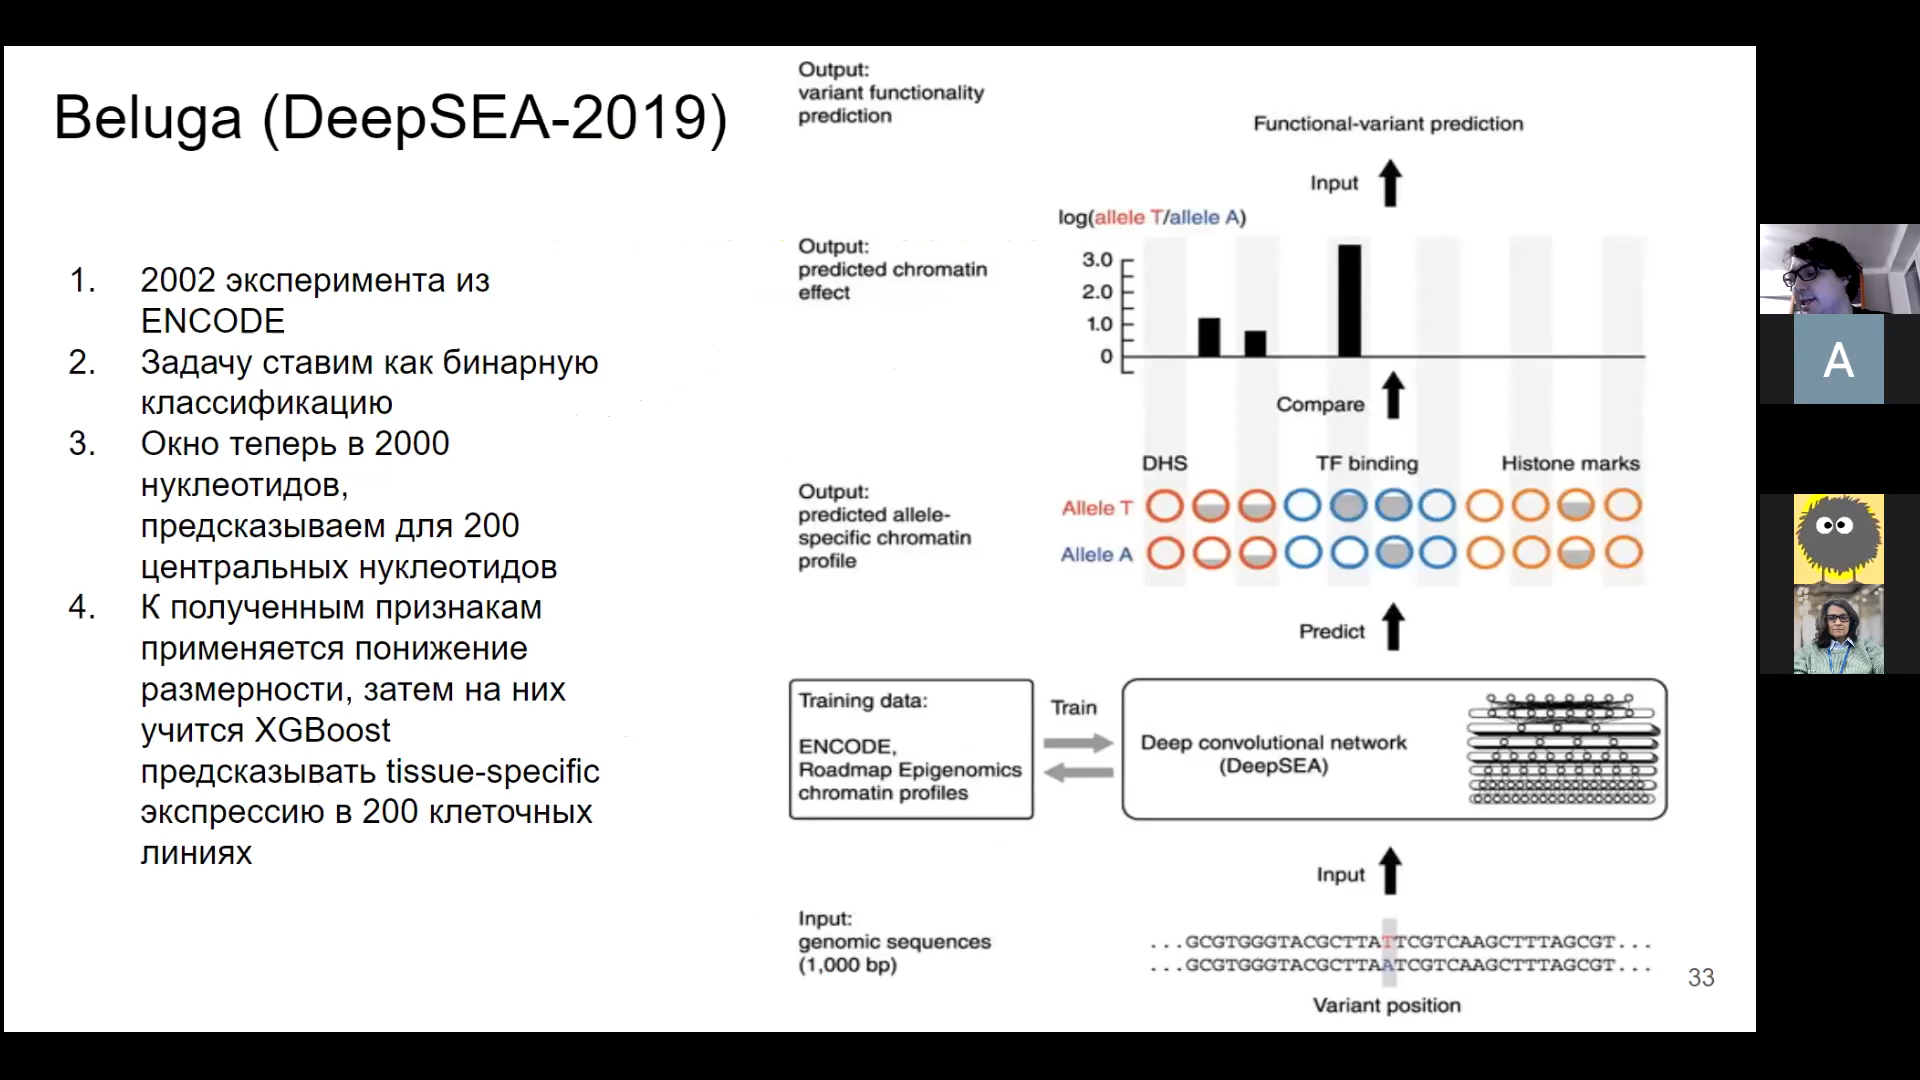 Beluga (DeepSEA-2019)
1. 2002 эксперимента из
ENCODE
2. Задачу ставим как бинарную
классификацию
3. Окно теперь в 2000
нуклеотидов,
предсказываем для 200
центральных нуклеотидов
4. К полученным признакам
применяется понижение
размерности, затем на них
учится XGBoost
предсказывать tissue-specific
экспрессию в 200 клеточных
линиях
Output:
variant functionality
prediction
Functional-variant prediction
Input
log(allele T/allele A)
Output:
predicted chromatin
effect
3.0
2.0
1.0
0
Compare
DHS TF binding Histone marks
Output:
predicted allele-
specific chromatin
profile
Allele T
Allele A
Predict
Training data:
ENCODE,
Roadmap Epigenomics
chromatin profiles
Train
Deep convolutional network
(DeepSEA)
Input
Input:
genomic sequences
(1,000 bp)
...GCGTGGGTACGCTTATTCGTCAAGCTTTAGCGT...
...GCGTGGGTACGCTTAATCGTCAAGCTTTAGCGT...
Variant position
33
A